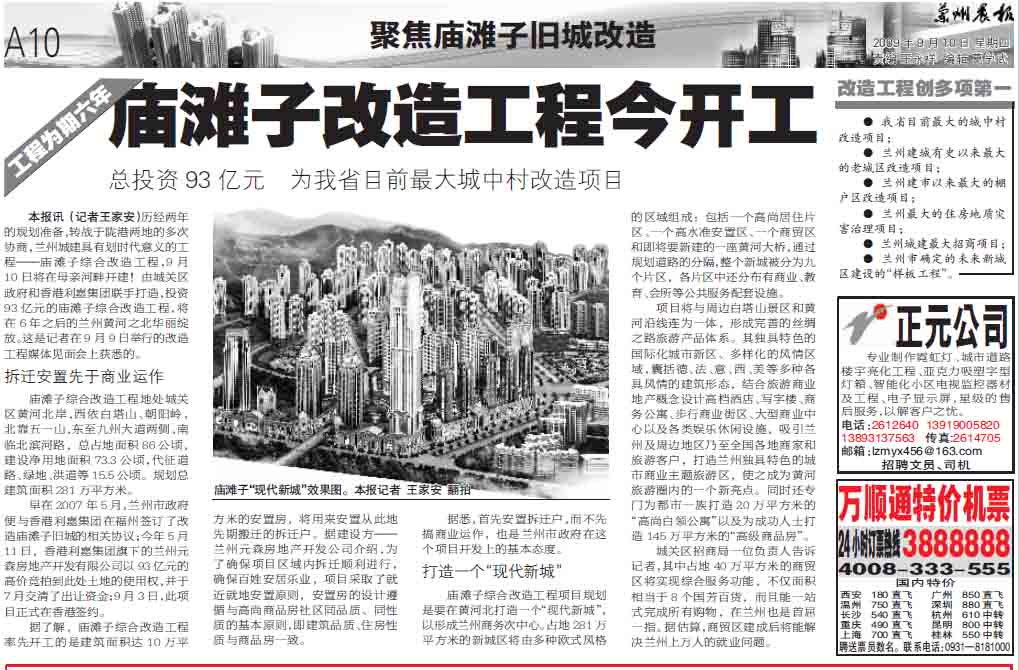 A10
聚焦庙滩子旧城改造
兰州晨报
2009年9月10日 星期四
工程为期六年
庙滩子改造工程今开工
总投资93亿元 为我省目前最大城中村改造项目
本报讯（记者王家安）历经两年
的规划准备，转战于陇港两地的多次
协商，兰州城建具有划时代意义的工
程——庙滩子综合改造工程，9月
10日将在母亲河畔开建！由城关区
政府和香港利嘉集团联手打造，投资
93亿元的庙滩子综合改造工程，将
在6年之后的兰州黄河之北华丽绽
放。这是记者在9月9日举行的改造
工程媒体见面会上获悉的。
拆迁安置先于商业运作
庙滩子综合改造工程地处城关
区黄河北岸，西依白塔山、朝阳岭，
北靠五一山，东至九州大道两侧，南
临北滨河路，总占地面积86公顷，
建设净用地面积73.3公顷，代征道
路、绿地、洪道等15.5公顷。规划总
建筑面积281万平方米。
早在2007年5月，兰州市政府
便与香港利嘉集团在福州签订了改
造庙滩子旧城的相关协议；今年5月
11日，香港利嘉集团旗下的兰州元
森房地产开发有限公司以93亿元的
高价竞拍到此处土地的使用权，并于
7月交清了出让资金；9月3日，此项
目正式在香港签约。
据了解，庙滩子综合改造工程
率先开工的是建筑面积达10万平
庙滩子“现代新城”效果图。本报记者 王家安 翻拍
方米的安置房，将用来安置从此地
先期搬迁的拆迁户。据建设方——
兰州元森房地产开发公司介绍，为
了确保项目区域内拆迁顺利进行，
确保百姓安居乐业，项目采取了就
近就地安置原则，安置房的设计遵
循与高尚商品房社区同品质、同性
质的基本原则，即建筑品质、住房性
质与商品房一致。
据悉，首先安置拆迁户，而不先
搞商业运作，也是兰州市政府在这
个项目开发上的基本态度。
打造一个“现代新城”
庙滩子综合改造工程项目规划
是要在黄河北打造一个“现代新城”，
以形成兰州商务次中心。占地281万
平方米的新城区将由多种欧式风格
的区域组成：包括一个高尚居住片
区、一个高水准安置区、一个商贸区
和即将要新建的一座黄河大桥，通过
规划道路的分隔，整个新城被分为九
个片区，各片区中还分布有商业、教
育、会所等公共服务配套设施。
项目将与周边白塔山景区和黄
河沿线连为一体，形成完善的丝绸
之路旅游产品体系。其独具特色的
国际化城市新区、多样化的风情区
域，囊括德、法、意、西、美等多种各
具风情的建筑形态，结合旅游商业
地产概念设计高档酒店、写字楼、商
务公寓、步行商业街区、大型商业中
心以及各类娱乐休闲设施，吸引兰
州及周边地区乃至全国各地商家和
旅游客户，打造兰州独具特色的城
市商业主题旅游区，使之成为黄河
旅游圈内的一个新亮点。同时还专
门为都市一族打造20万平方米的
“高尚白领公寓”以及为成功人士打
造145万平方米的“高级商品房”。
城关区招商局一位负责人告诉
记者，其中占地40万平方米的商贸
区将实现综合服务功能，不仅面积
相当于8个国芳百货，而且能一站
式完成所有购物，在兰州也是首屈
一指。据估算，商贸区建成后将能解
决兰州上万人的就业问题。
改造工程创多项第一
● 我省目前最大的城中村
改造项目；
● 兰州建城有史以来最大
的老城区改造项目；
● 兰州建市以来最大的棚
户区改造项目；
● 兰州最大的住房地质灾
害治理项目；
● 兰州城建最大招商项目；
● 兰州市确定的未来新城
区建设的“样板工程”。
正元公司
专业制作霓虹灯、城市道路
楼宇亮化工程、亚克力吸塑字型
灯箱、智能化小区电视监控器材
及工程、电子显示屏，星级的售
后服务，以解客户之忧。
电话：2612640 13919005820
13893137563 传真：2614705
邮箱：lzmyx456@163.com
招聘文员、司机
万顺通特价机票
24小时订票热线3888888
4008-333-555
国内特价
西安 180直飞 广州 850直飞
温州 750直飞 深圳 880直飞
长沙 540直飞 杭州 610中转
重庆 490直飞 昆明 800中转
上海 700直飞 桂林 550中转
聘送票员数名。联系电话：0931-8181000